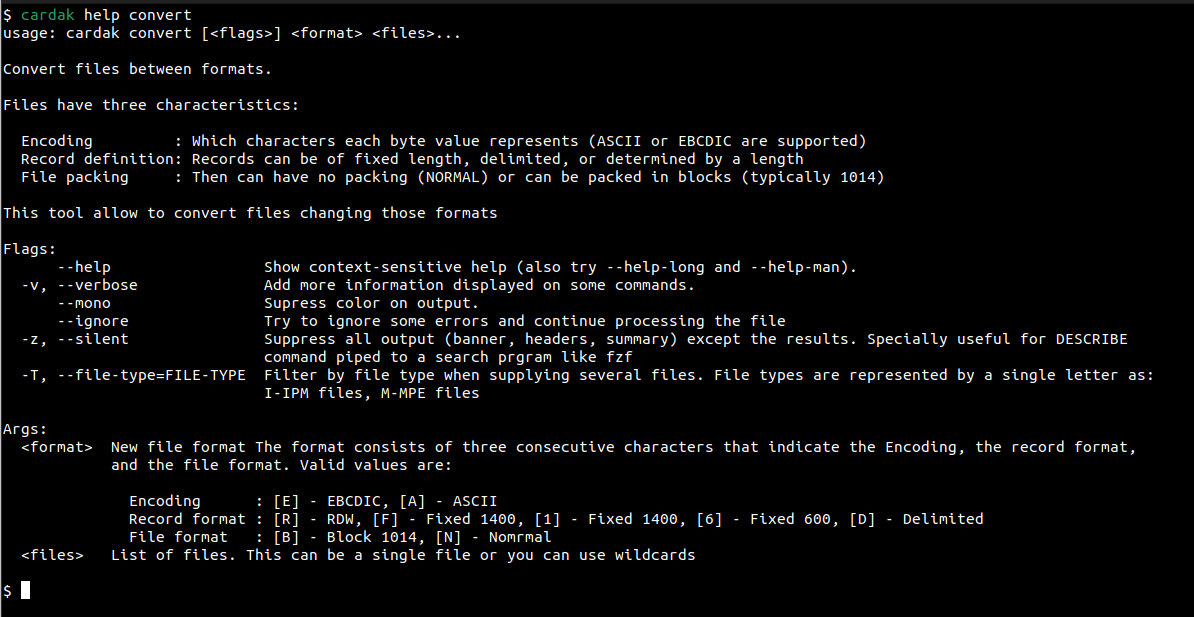 $ cardak help convert
usage: cardak convert [<flags>] <format> <files>...
Convert files between formats.
Files have three characteristics:
Encoding         : Which characters each byte value represents (ASCII or EBCDIC are supported)
Record definition: Records can be of fixed length, delimited, or determined by a length
File packing     : Then can have no packing (NORMAL) or can be packed in blocks (typically 1014)
This tool allow to convert files changing those formats
Flags:
      --help                 Show context-sensitive help (also try --help-long and --help-man).
  -v, --verbose              Add more information displayed on some commands.
      --mono                 Supress color on output.
      --ignore               Try to ignore some errors and continue processing the file
  -z, --silent               Suppress all output (banner, headers, summary) except the results. Specially useful for DESCRIBE
                             command piped to a search prgram like fzf
  -T, --file-type=FILE-TYPE  Filter by file type when supplying several files. File types are represented by a single letter as:
                             I-IPM files, M-MPE files
Args:
  <format>  New file format The format consists of three consecutive characters that indicate the Encoding, the record format,
            and the file format. Valid values are:
              Encoding      : [E] - EBCDIC, [A] - ASCII
              Record format : [R] - RDW, [F] - Fixed 1400, [1] - Fixed 1400, [6] - Fixed 600, [D] - Delimited
              File format   : [B] - Block 1014, [N] - Nomrmal
  <files>   List of files. This can be a single file or you can use wildcards
$